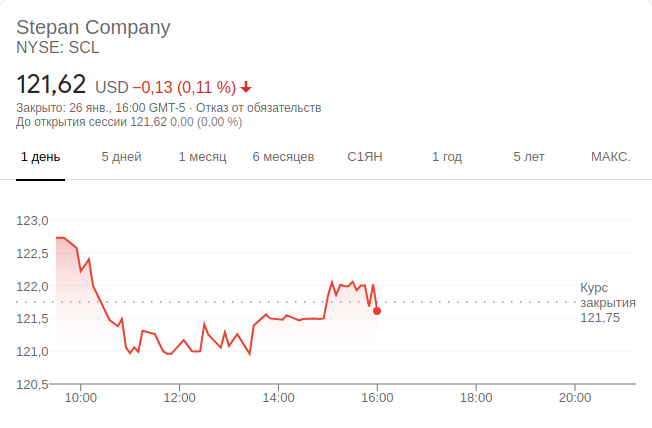 Stepan Company
NYSE: SCL
121,62 USD −0,13 (0,11 %)
Закрыто: 26 янв., 16:00 GMT-5 · Отказ от обязательств
До открытия сессии 121,62 0,00 (0,00 %)
1 день 5 дней 1 месяц 6 месяцев С1ЯН 1 год 5 лет МАКС.
123,0
122,5
122,0
121,5
121,0
120,5
Курс
закрытия
121,75
10:00 12:00 14:00 16:00 18:00 20:00